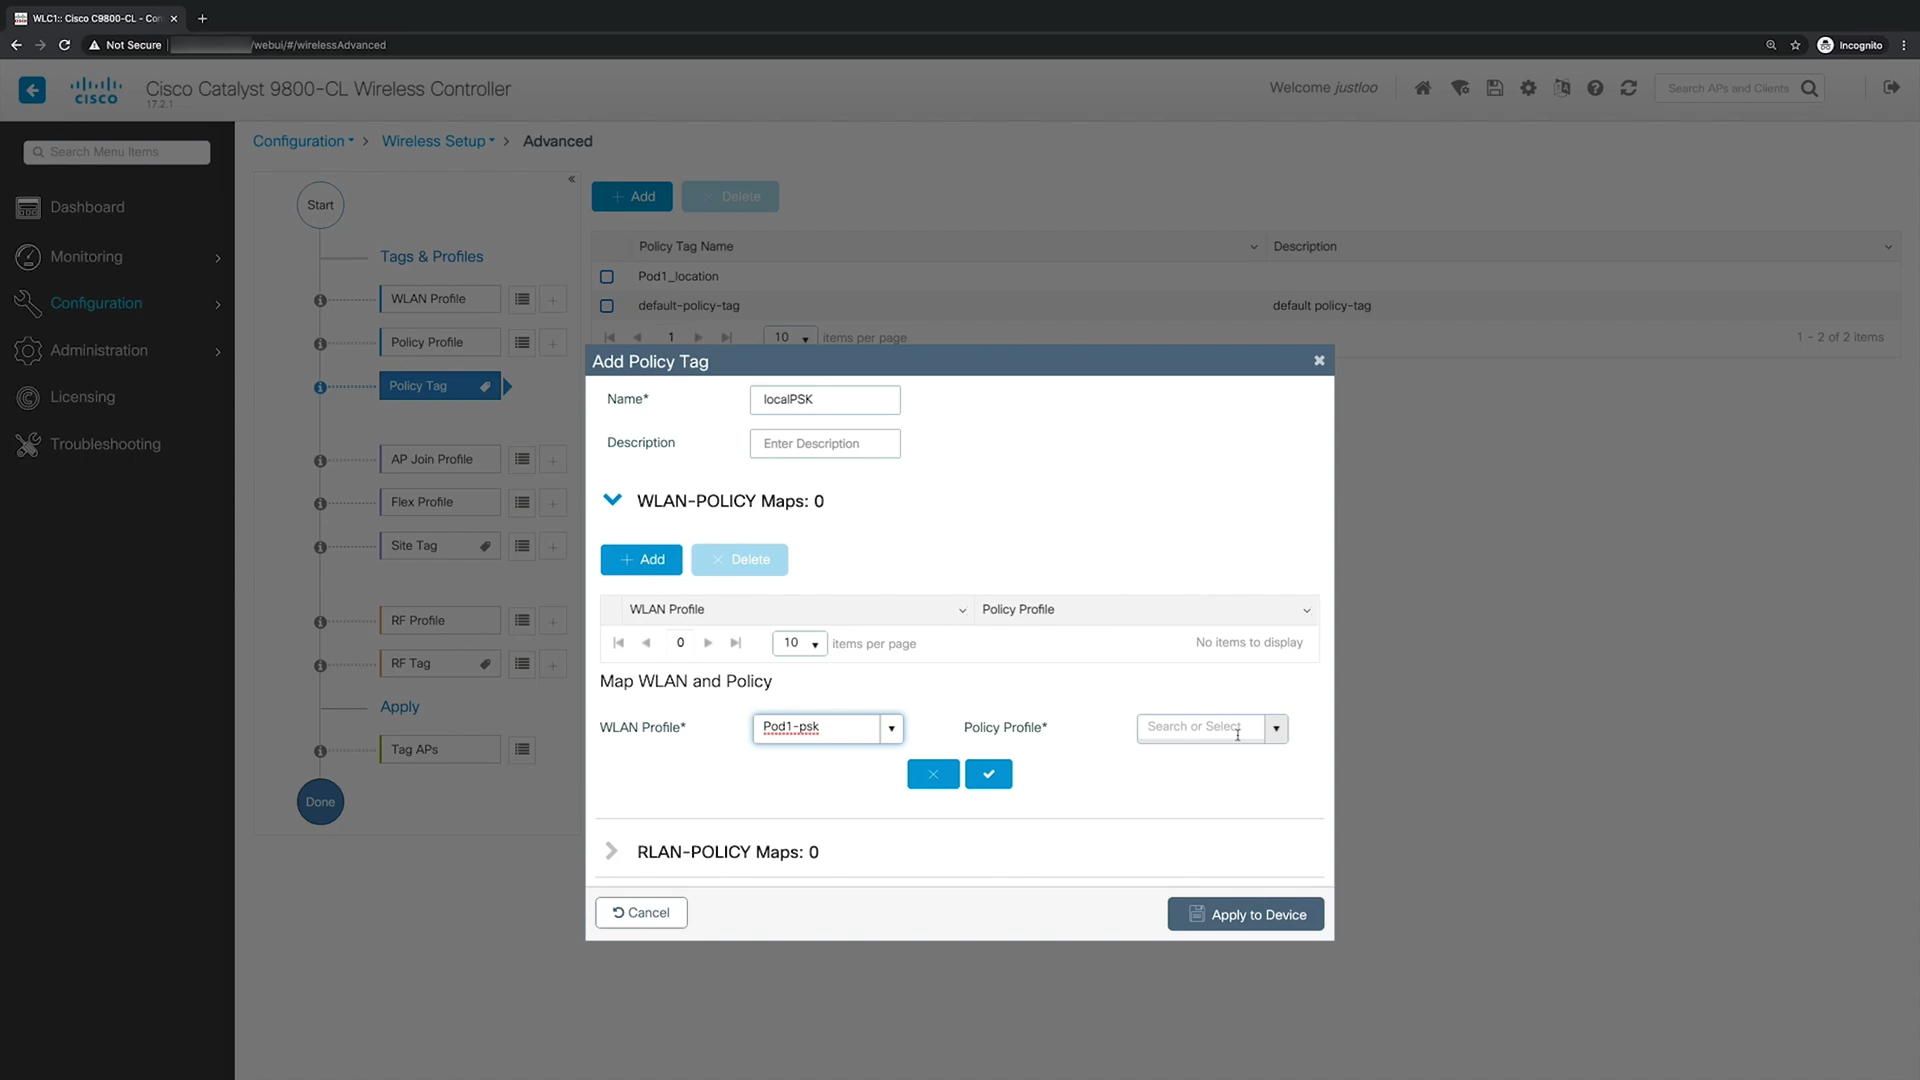 WLC1:: Cisco C9800-CL - Con
Not Secure
/webui/#/wirelessAdvanced
Incognito
cisco
Cisco Catalyst 9800-CL Wireless Controller
17.2.1
Welcome justloo
Search APs and Clients
Search Menu Items
Dashboard
Monitoring
Configuration
Administration
Licensing
Troubleshooting
Configuration > Wireless Setup > Advanced
Start
Tags & Profiles
WLAN Profile
Policy Profile
Policy Tag
AP Join Profile
Flex Profile
Site Tag
RF Profile
RF Tag
Apply
Tag APs
Done
+ Add
× Delete
Policy Tag Name
Description
Pod1_location
default-policy-tag
default policy-tag
1
10
items per page
1 - 2 of 2 items
Add Policy Tag
Name*
localPSK
Description
Enter Description
WLAN-POLICY Maps: 0
+ Add
× Delete
WLAN Profile
Policy Profile
0
10
items per page
No items to display
Map WLAN and Policy
WLAN Profile*
Pod1-psk
Policy Profile*
Search or Select
RLAN-POLICY Maps: 0
Cancel
Apply to Device